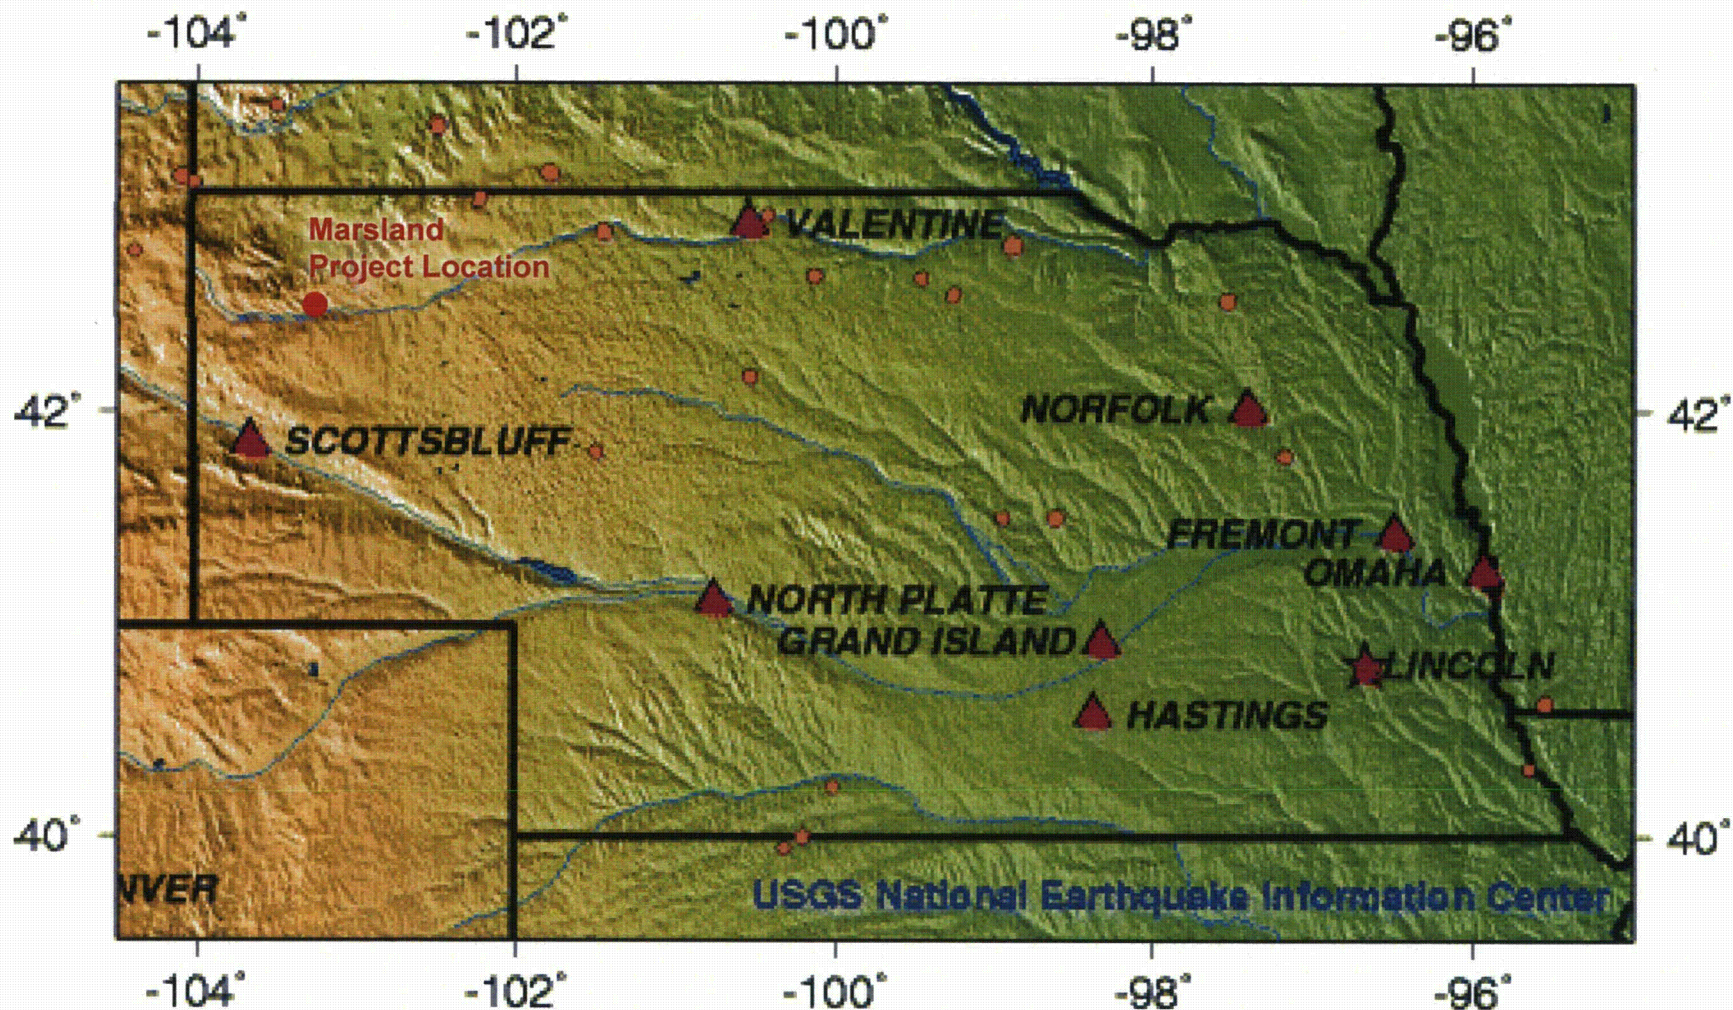 -104° -102° -100° -98° -96°
Marsland
Project Location
VALENTINE
42° 42°
NORFOLK
SCOTTSBLUFF
FREMONT
OMAHA
NORTH PLATTE
GRAND ISLAND
LINCOLN
HASTINGS
40° 40°
NVER
USGS National Earthquake Information Center
-104° -102° -100° -98° -96°